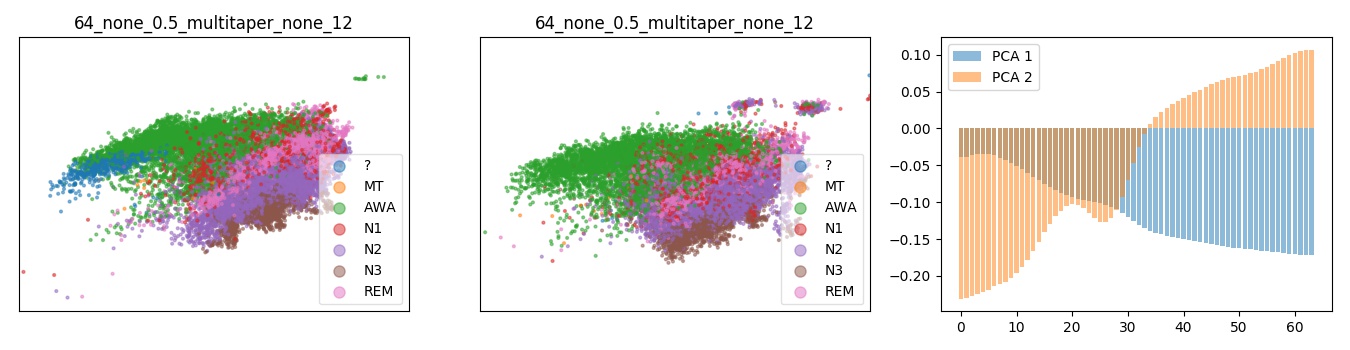 64_none_0.5_multitaper_none_12
?
MT
AWA
N1
N2
N3
REM
64_none_0.5_multitaper_none_12
?
MT
AWA
N1
N2
N3
REM
PCA 1
PCA 2
0.10
0.05
0.00
−0.05
−0.10
−0.15
−0.20
0 10 20 30 40 50 60